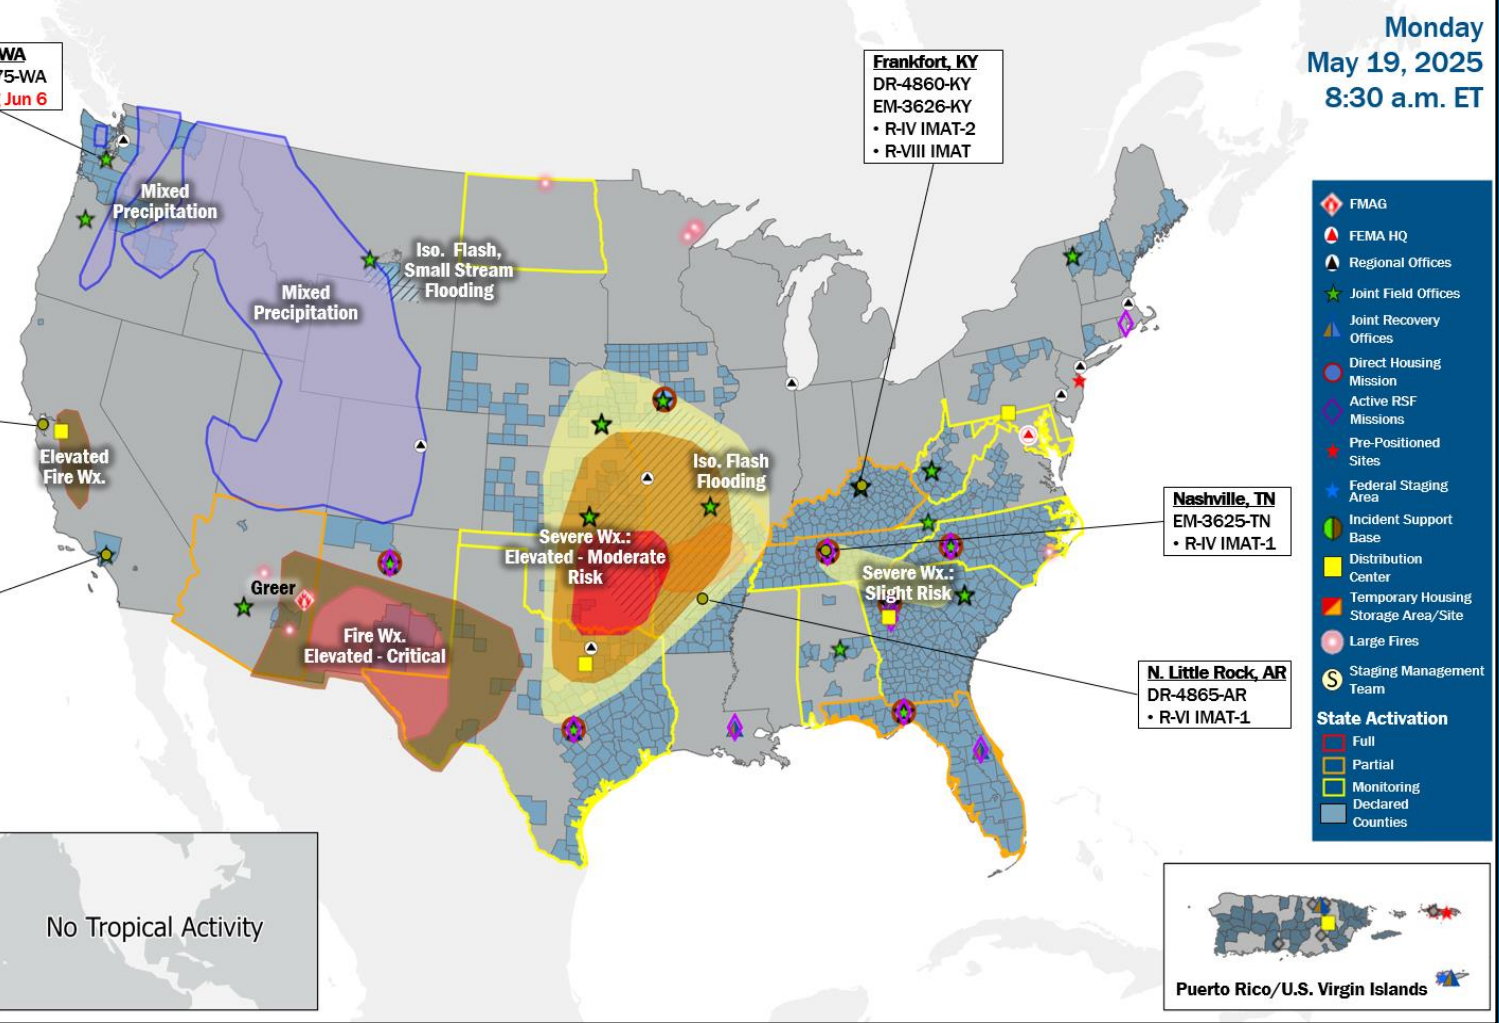 Monday
May 19, 2025
8:30 a.m. ET
WA
75-WA
Jun 6
Frankfort, KY
DR-4860-KY
EM-3626-KY
• R-IV IMAT-2
• R-VIII IMAT
Mixed
Precipitation
Iso. Flash,
Small Stream
Flooding
Mixed
Precipitation
Elevated
Fire Wx.
Iso. Flash
Flooding
Severe Wx.:
Elevated - Moderate
Risk
Nashville, TN
EM-3625-TN
• R-IV IMAT-1
Severe Wx.:
Slight Risk
Greer
Fire Wx.
Elevated - Critical
N. Little Rock, AR
DR-4865-AR
• R-VI IMAT-1
FMAG
FEMA HQ
Regional Offices
Joint Field Offices
Joint Recovery
Offices
Direct Housing
Mission
Active RSF
Missions
Pre-Positioned
Sites
Federal Staging
Area
Incident Support
Base
Distribution
Center
Temporary Housing
Storage Area/Site
Large Fires
S
Staging Management
Team
State Activation
Full
Partial
Monitoring
Declared
Counties
No Tropical Activity
Puerto Rico/U.S. Virgin Islands